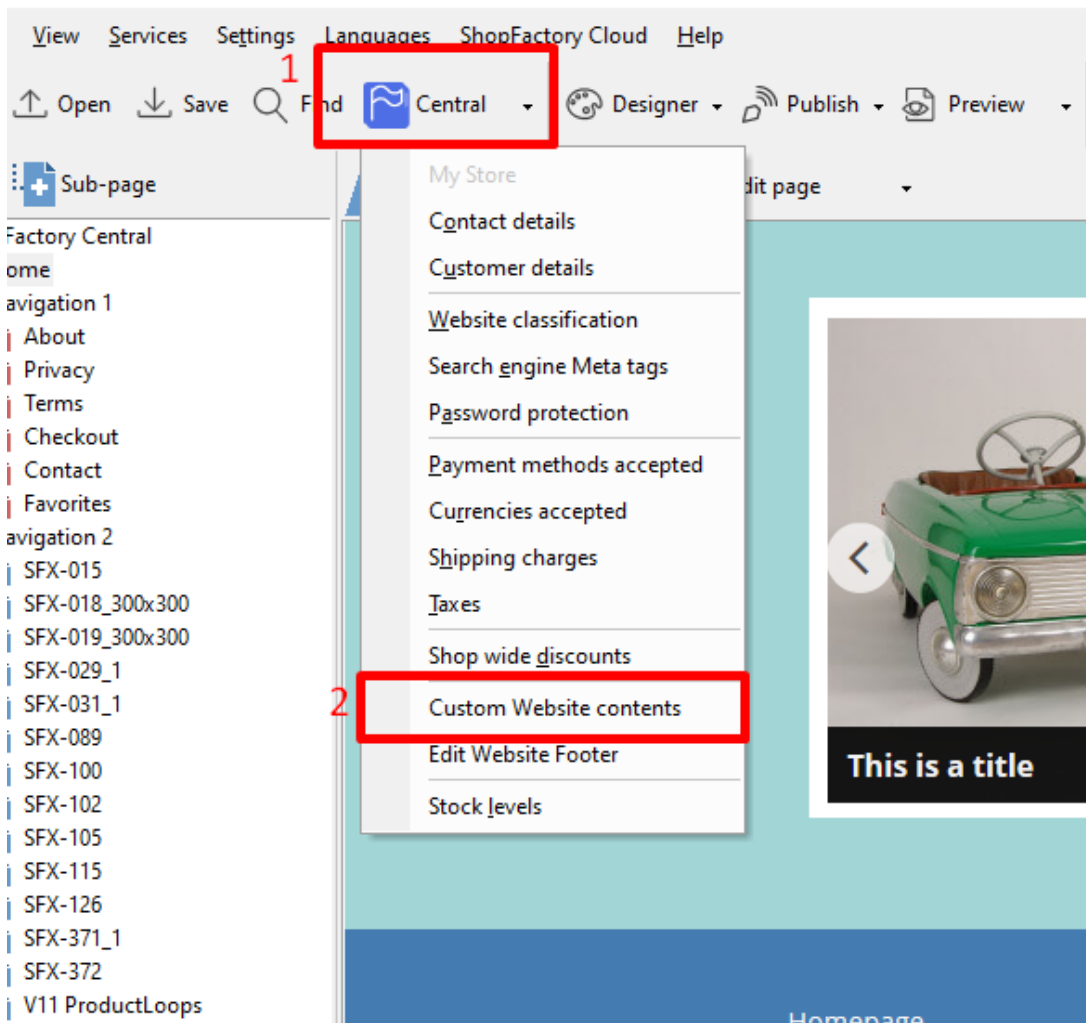 View Services Settings Languages ShopFactory Cloud Help
1
Open Save Find Central Designer Publish Preview
Sub-page
My Store
dit page
Contact details
Customer details
Website classification
Search engine Meta tags
Password protection
Payment methods accepted
Currencies accepted
Shipping charges
Taxes
Shop wide discounts
2
Custom Website contents
Edit Website Footer
Stock levels
Factory Central
ome
avigation 1
About
Privacy
Terms
Checkout
Contact
Favorites
avigation 2
SFX-015
SFX-018_300x300
SFX-019_300x300
SFX-029_1
SFX-031_1
SFX-089
SFX-100
SFX-102
SFX-105
SFX-115
SFX-126
SFX-371_1
SFX-372
V11 ProductLoops
This is a title
Homepage